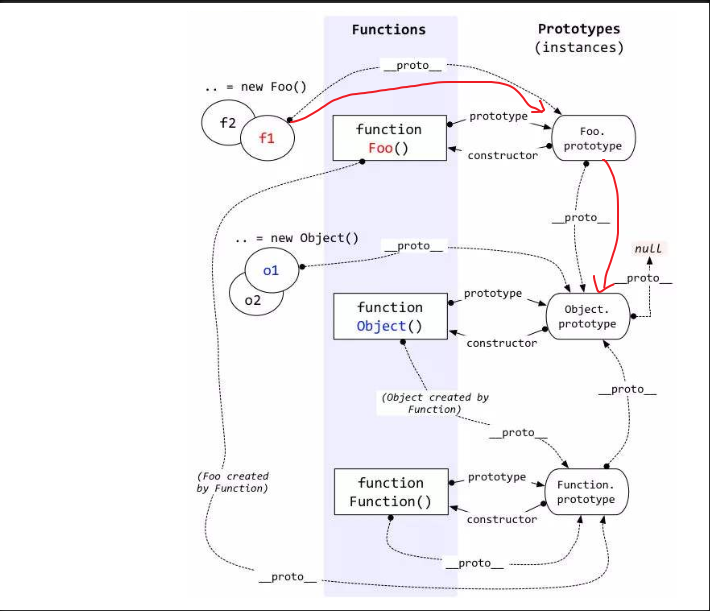 Functions
Prototypes
(instances)
__proto__
.. = new Foo()
f2
f1
function
Foo()
prototype
constructor
Foo.
prototype
__proto__
null
.. = new Object()
__proto__
__proto__
o1
o2
function
Object()
prototype
constructor
Object.
prototype
(Object created by
Function)
__proto__
__proto__
(Foo created
by Function)
function
Function()
prototype
constructor
Function.
prototype
__proto__
__proto__